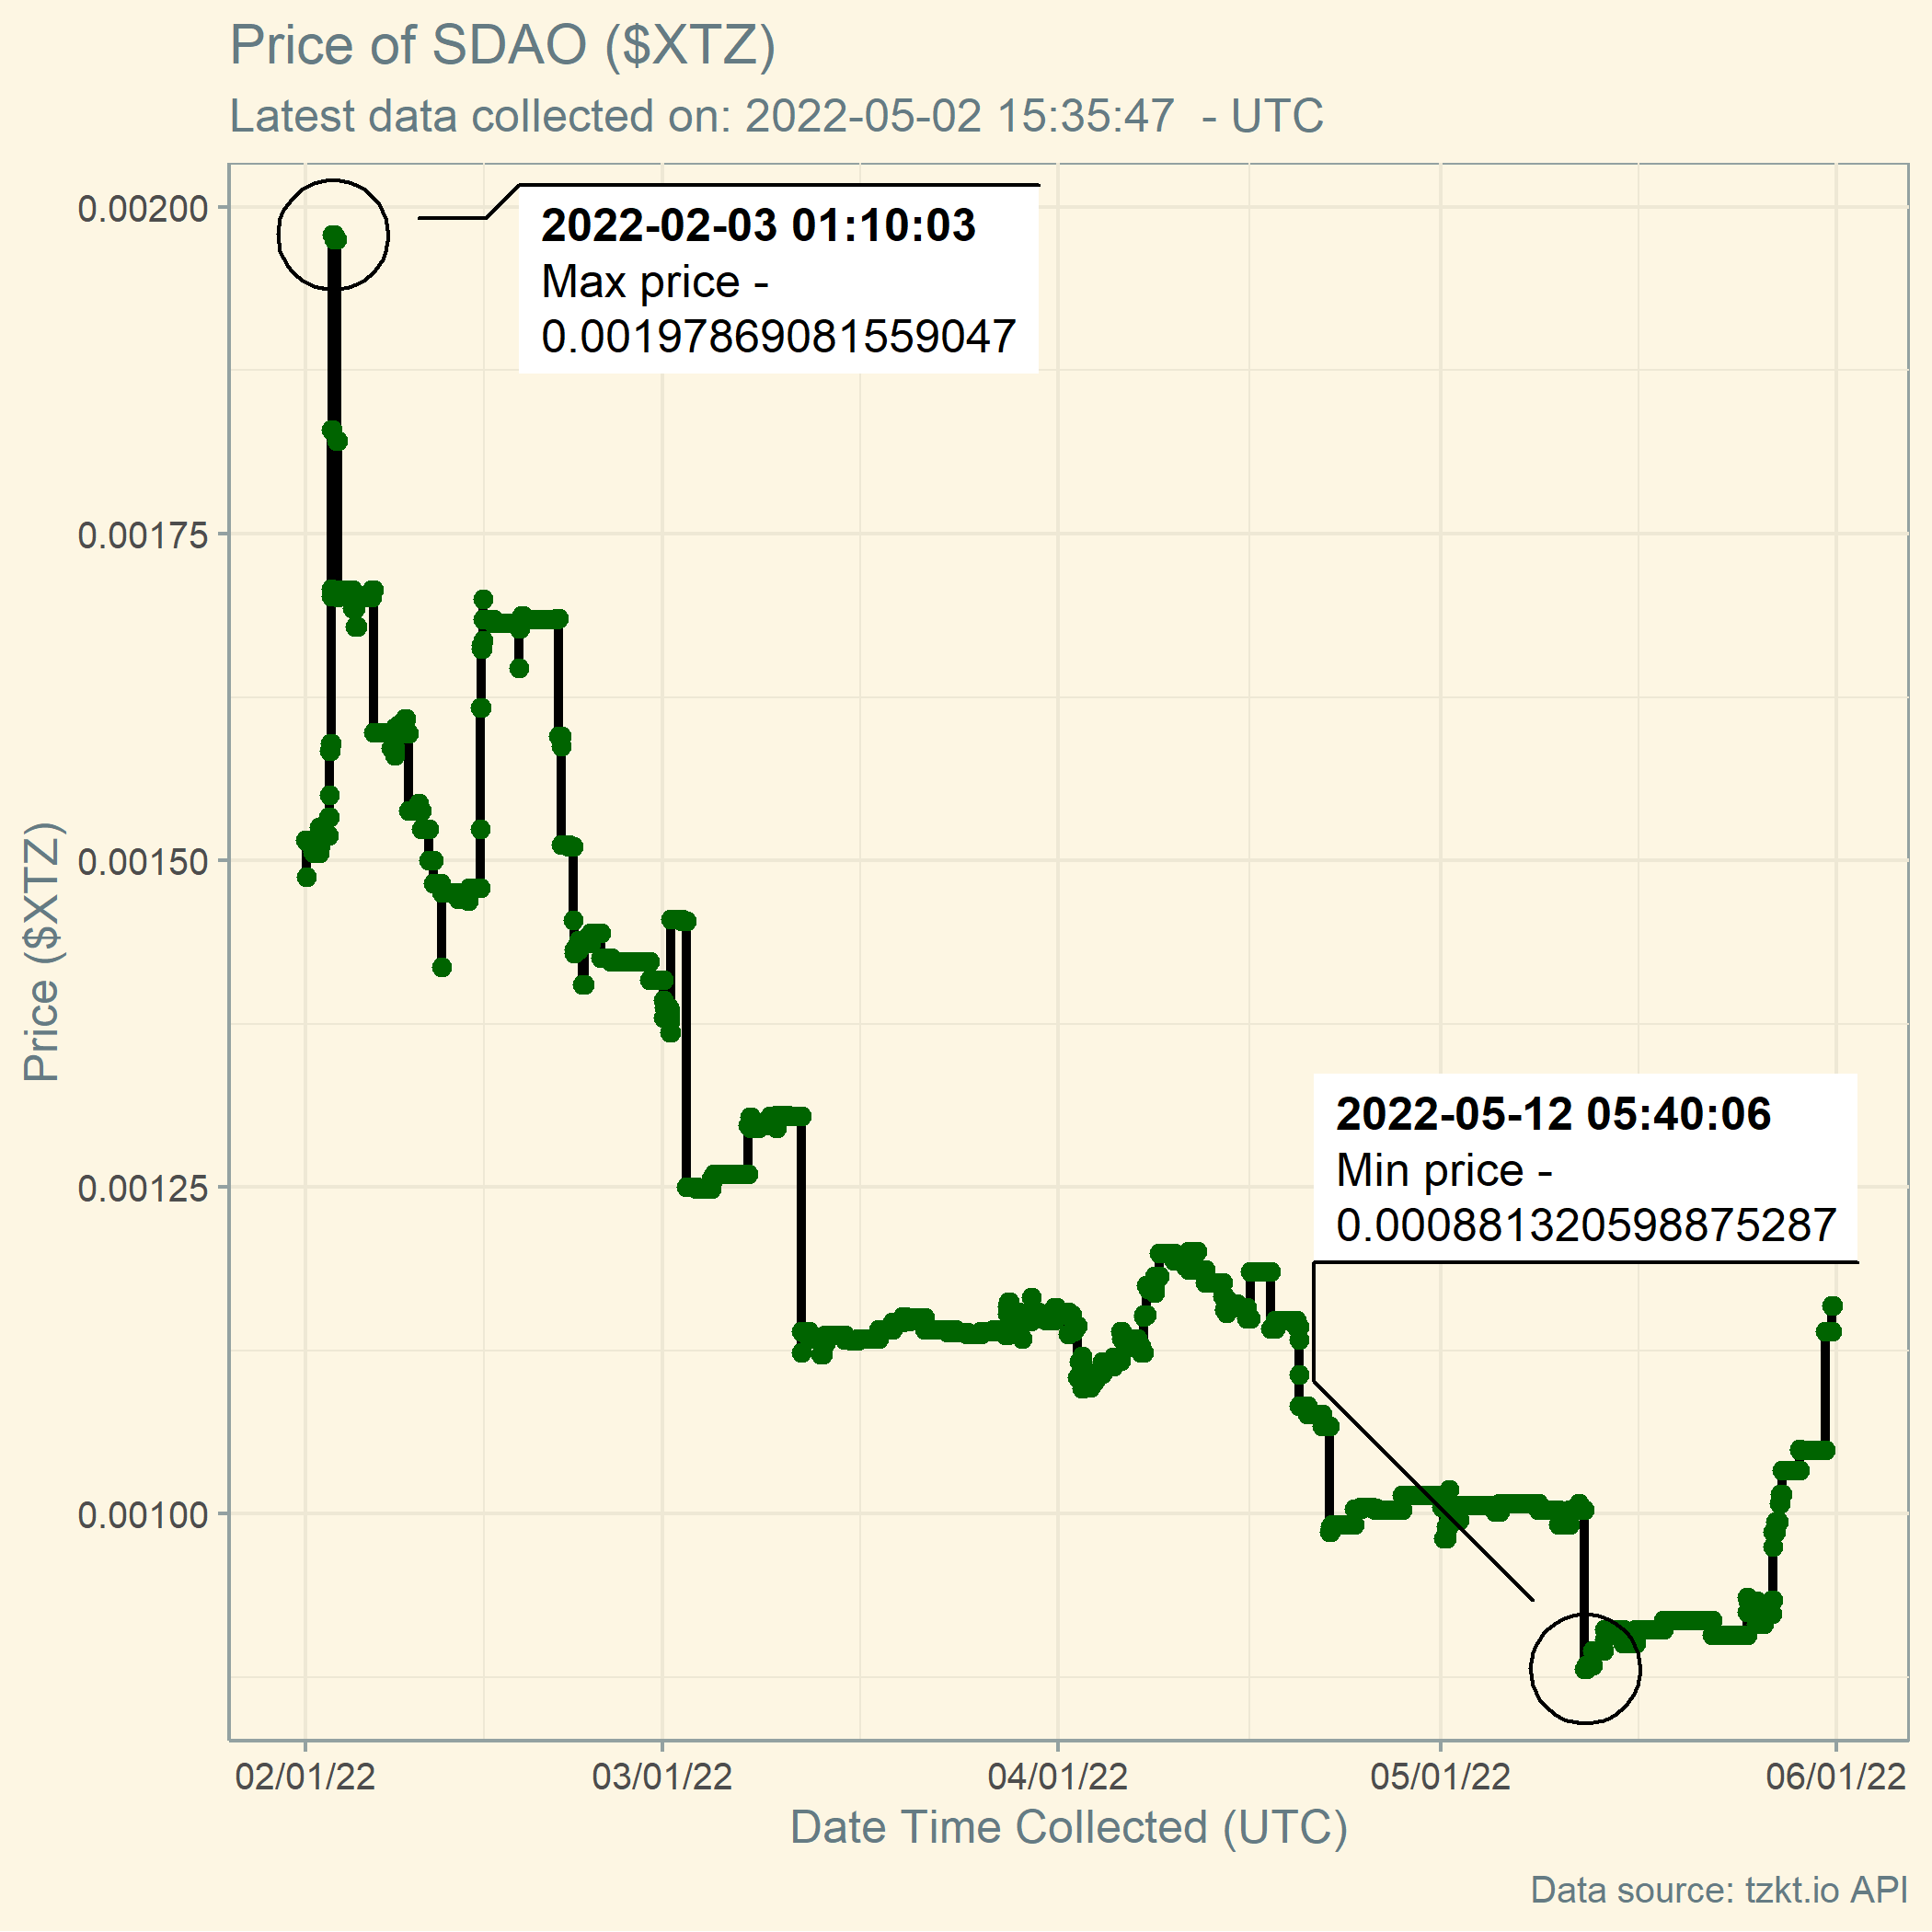 Price of SDAO ($XTZ)
Latest data collected on: 2022-05-02 15:35:47  - UTC
2022-02-03 01:10:03
Max price -
0.00197869081559047
2022-05-12 05:40:06
Min price -
0.000881320598875287
Price ($XTZ)
0.00200
0.00175
0.00150
0.00125
0.00100
02/01/22
03/01/22
04/01/22
05/01/22
06/01/22
Date Time Collected (UTC)
Data source: tzkt.io API